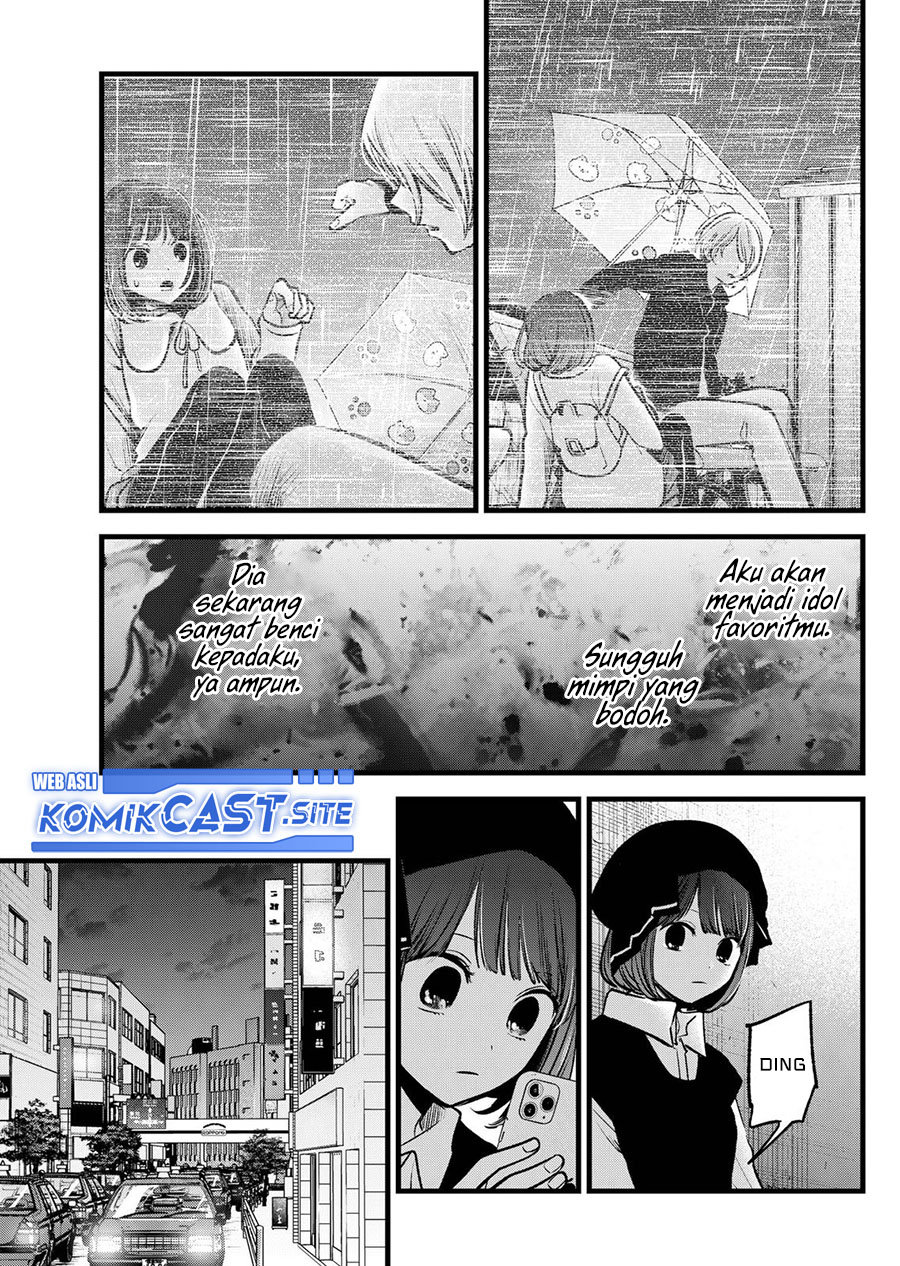 Aku akan
menjadi idol
favoritmu.
Sungguh
mimpi yang
bodoh.
Dia
sekarang
sangat benci
kepadaku,
ya ampun.
WEB ASLI
KOMIKCAST.SITE
DING